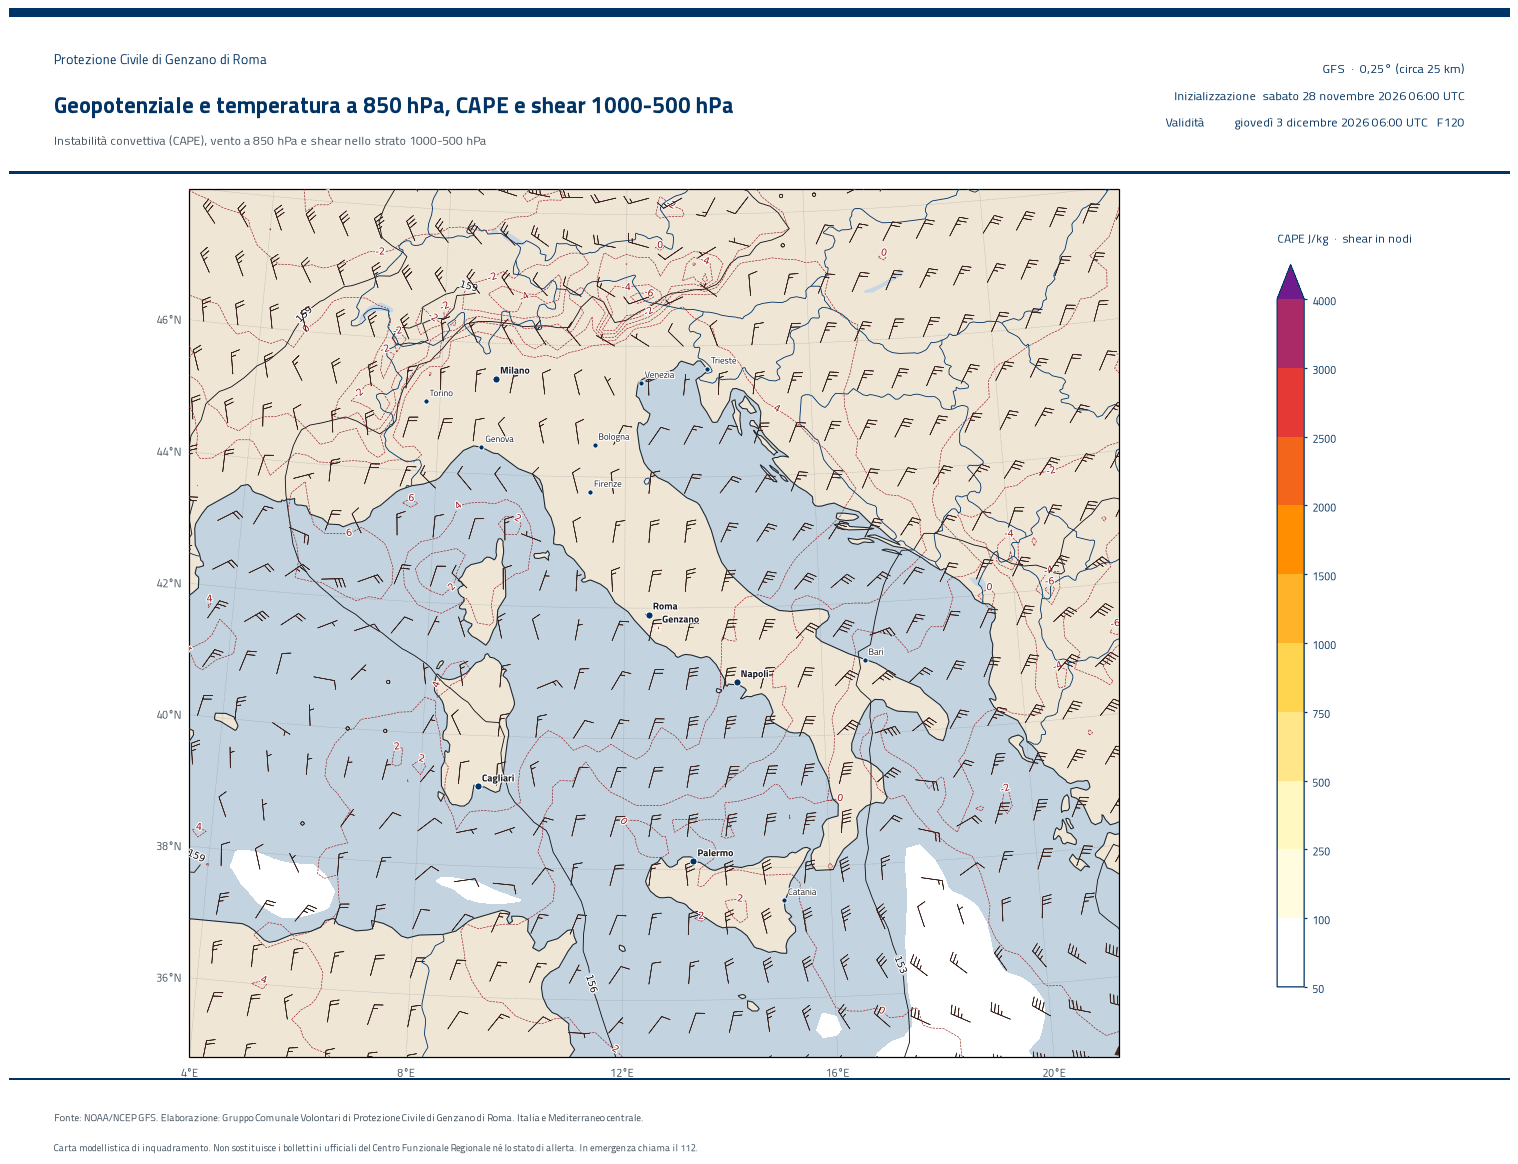 Protezione Civile di Genzano di Roma
Geopotenziale e temperatura a 850 hPa, CAPE e shear 1000-500 hPa
Instabilità convettiva (CAPE), vento a 850 hPa e shear nello strato 1000-500 hPa
GFS · 0,25° (circa 25 km)
Inizializzazione sabato 28 novembre 2026 06:00 UTC
Validità giovedì 3 dicembre 2026 06:00 UTC F120
CAPE J/kg · shear in nodi
4000
3000
2500
2000
1500
1000
750
500
250
100
50
46°N
44°N
42°N
40°N
38°N
36°N
4°E
8°E
12°E
16°E
20°E
159
159
159
156
153
Milano
Torino
Venezia
Trieste
Genova
Bologna
Firenze
Roma
Genzano
Napoli
Bari
Cagliari
Palermo
Catania
Fonte: NOAA/NCEP GFS. Elaborazione: Gruppo Comunale Volontari di Protezione Civile di Genzano di Roma. Italia e Mediterraneo centrale.
Carta modellistica di inquadramento. Non sostituisce i bollettini ufficiali del Centro Funzionale Regionale né lo stato di allerta. In emergenza chiama il 112.